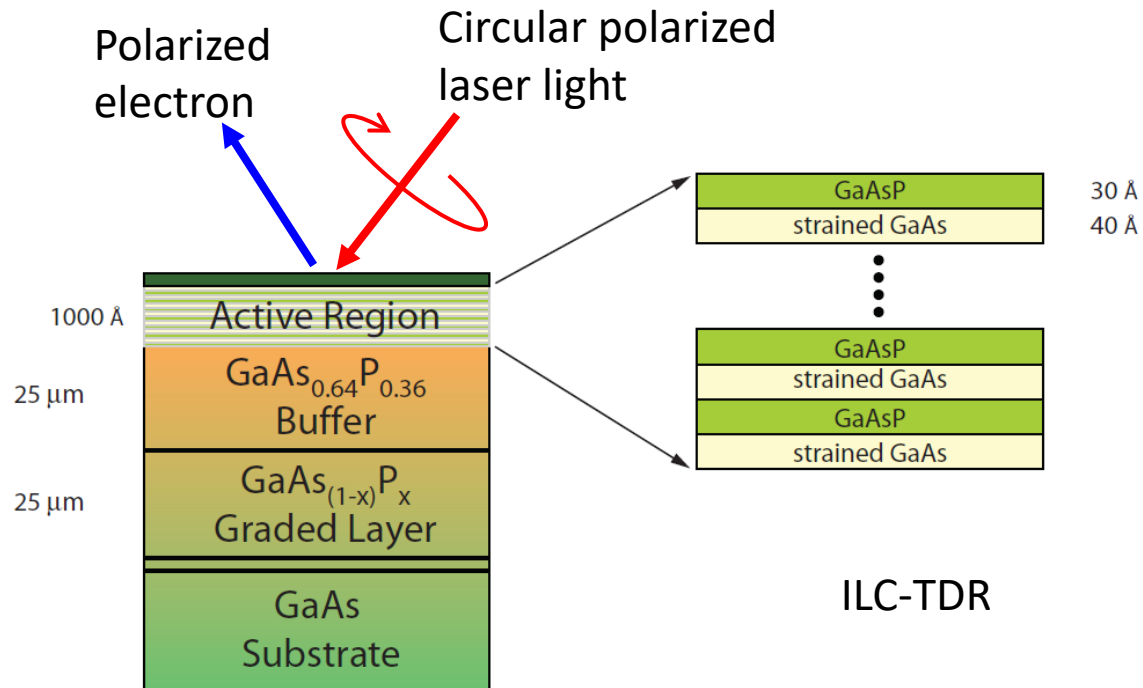 Polarized
electron
Circular polarized
laser light
1000 Å
Active Region
25 µm
GaAs0.64P0.36
Buffer
25 µm
GaAs(1-x)Px
Graded Layer
GaAs
Substrate
GaAsP
30 Å
strained GaAs
40 Å
GaAsP
strained GaAs
GaAsP
strained GaAs
ILC-TDR